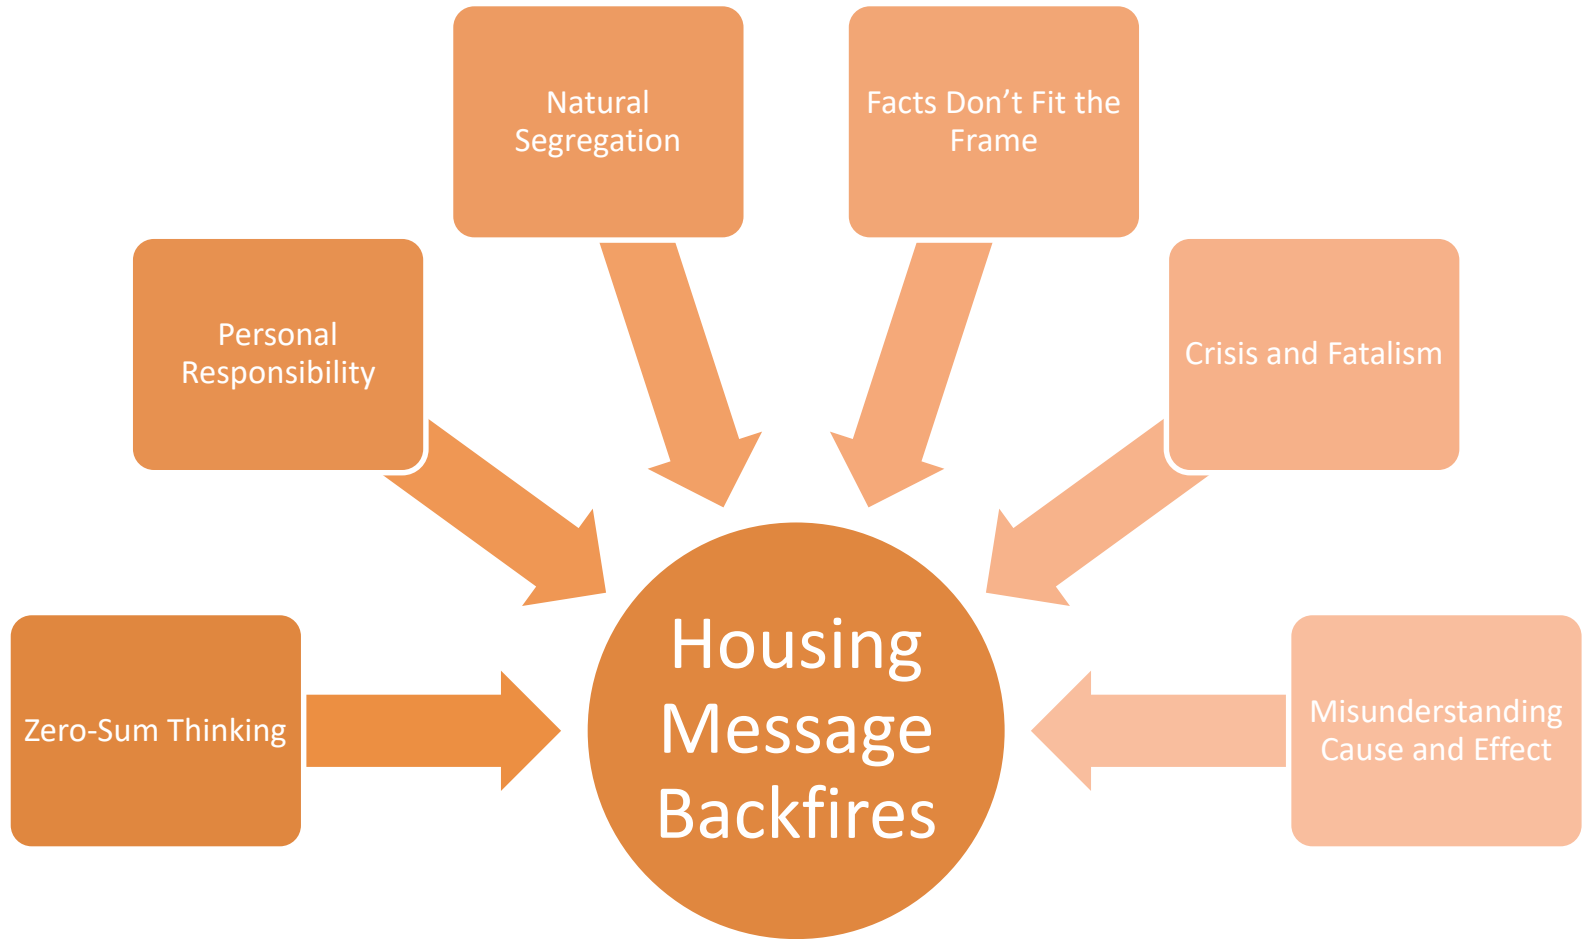 Natural
Segregation
Facts Don’t Fit the
Frame
Personal
Responsibility
Crisis and Fatalism
Zero-Sum Thinking
Housing
Message
Backfires
Misunderstanding
Cause and Effect